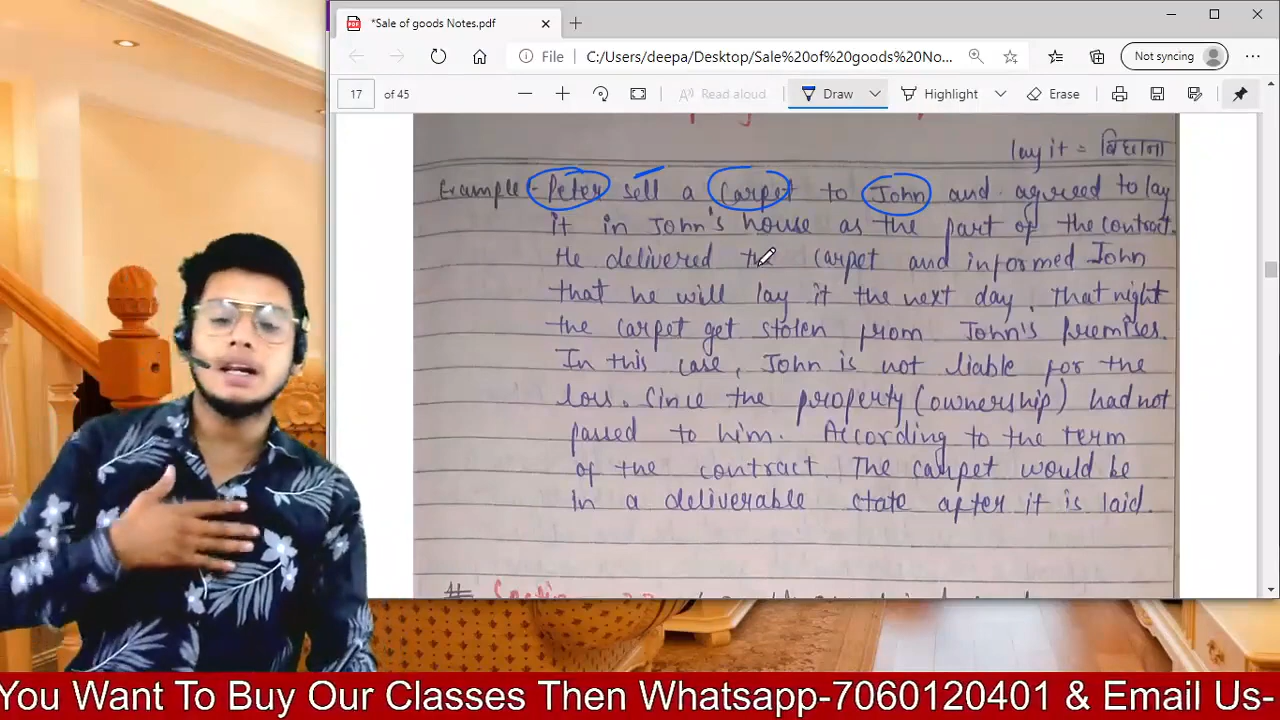 *Sale of goods Notes.pdf
File
C:/Users/deepa/Desktop/Sale%20of%20goods%20No...
Not syncing
17 of 45
Read aloud
Draw
Highlight
Erase
lay it = बिछाना
Example:- Peter sell a Carpet to John and agreed to lay
it in John's house as the part of the contract.
He delivered the carpet and informed John
that he will lay it the next day. That night
the carpet get stolen from John's premises.
In this case, John is not liable for the
loss. Since the property (ownership) had not
passed to him. According to the term
of the contract. The carpet would be
in a deliverable state after it is laid.
#
You Want To Buy Our Classes Then Whatsapp-7060120401 & Email Us-